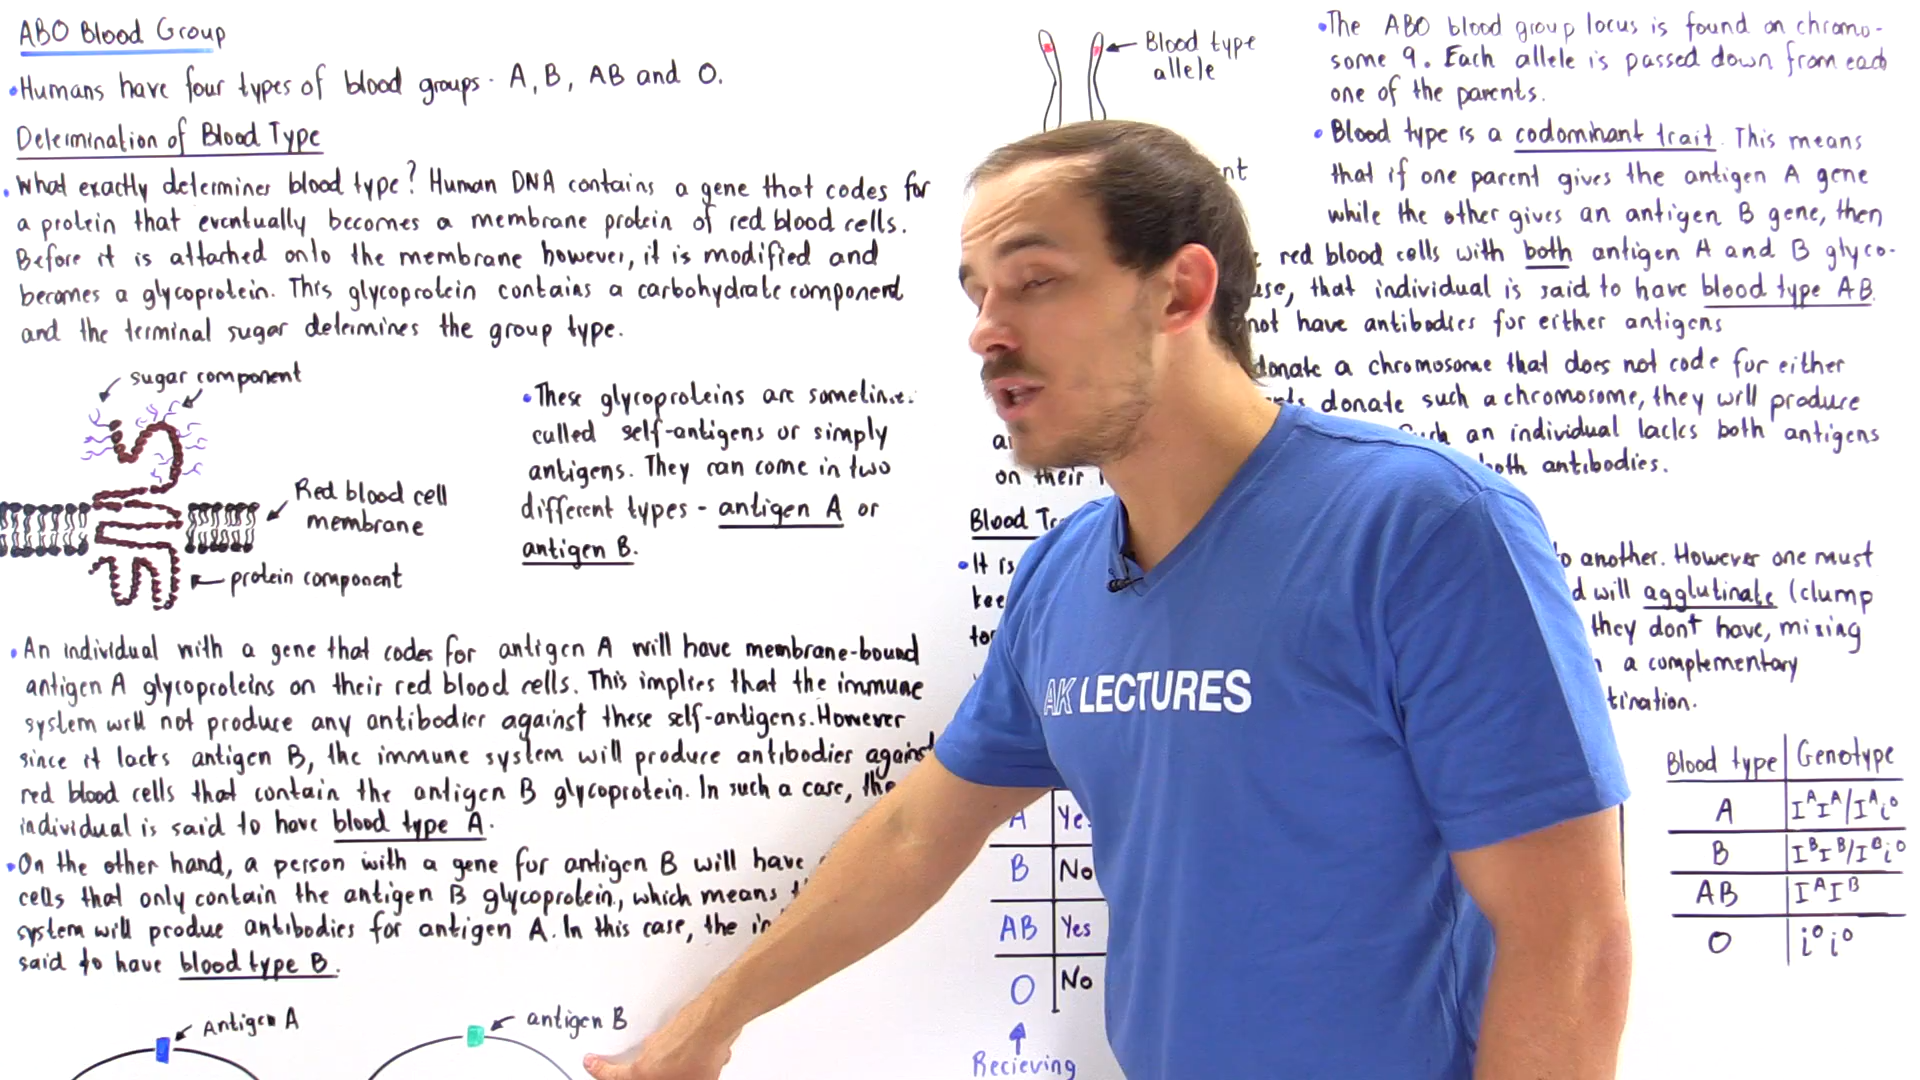 ABO Blood Group
•Humans have four types of blood groups - A, B, AB and O.
Determination of Blood Type
• What exactly determines blood type? Human DNA contains a gene that codes for
a protein that eventually becomes a membrane protein of red blood cells.
Before it is attached onto the membrane however, it is modified and
becomes a glycoprotein. This glycoprotein contains a carbohydrate component
and the terminal sugar determines the group type.
sugar component
Red blood cell
membrane
protein component
•These glycoproteins are sometimes
called self-antigens or simply
antigens. They can come in two
different types - antigen A or
antigen B.
•An individual with a gene that codes for antigen A will have membrane-bound
antigen A glycoproteins on their red blood cells. This implies that the immune
system will not produce any antibodies against these self-antigens. However
since it lacks antigen B, the immune system will produce antibodies against
red blood cells that contain the antigen B glycoprotein. In such a case, the
individual is said to have blood type A.
•On the other hand, a person with a gene for antigen B will have
cells that only contain the antigen B glycoprotein, which means
system will produce antibodies for antigen A. In this case, the
said to have blood type B.
Antigen A
antigen B
Blood type
allele
•The ABO blood group locus is found on chromo-
some 9. Each allele is passed down from each
one of the parents.
•Blood type is a codominant trait. This means
that if one parent gives the antigen A gene
while the other gives an antigen B gene, then
red blood cells with both antigen A and B glyco-
that individual is said to have blood type AB.
not have antibodies for either antigens
donate a chromosome that does not code for either
donate such a chromosome, they will produce
an individual lacks both antigens
on their both antibodies.
Blood
•It is another. However one must
will agglutinate (clump
they dont have, mixing
a complementary
A Yes
B No
AB Yes
O No
Recieving
Blood type Genotype
A IᴬIᴬ/Iᴬi⁰
B IᴮIᴮ/Iᴮi⁰
AB IᴬIᴮ
O i⁰i⁰
AK LECTURES